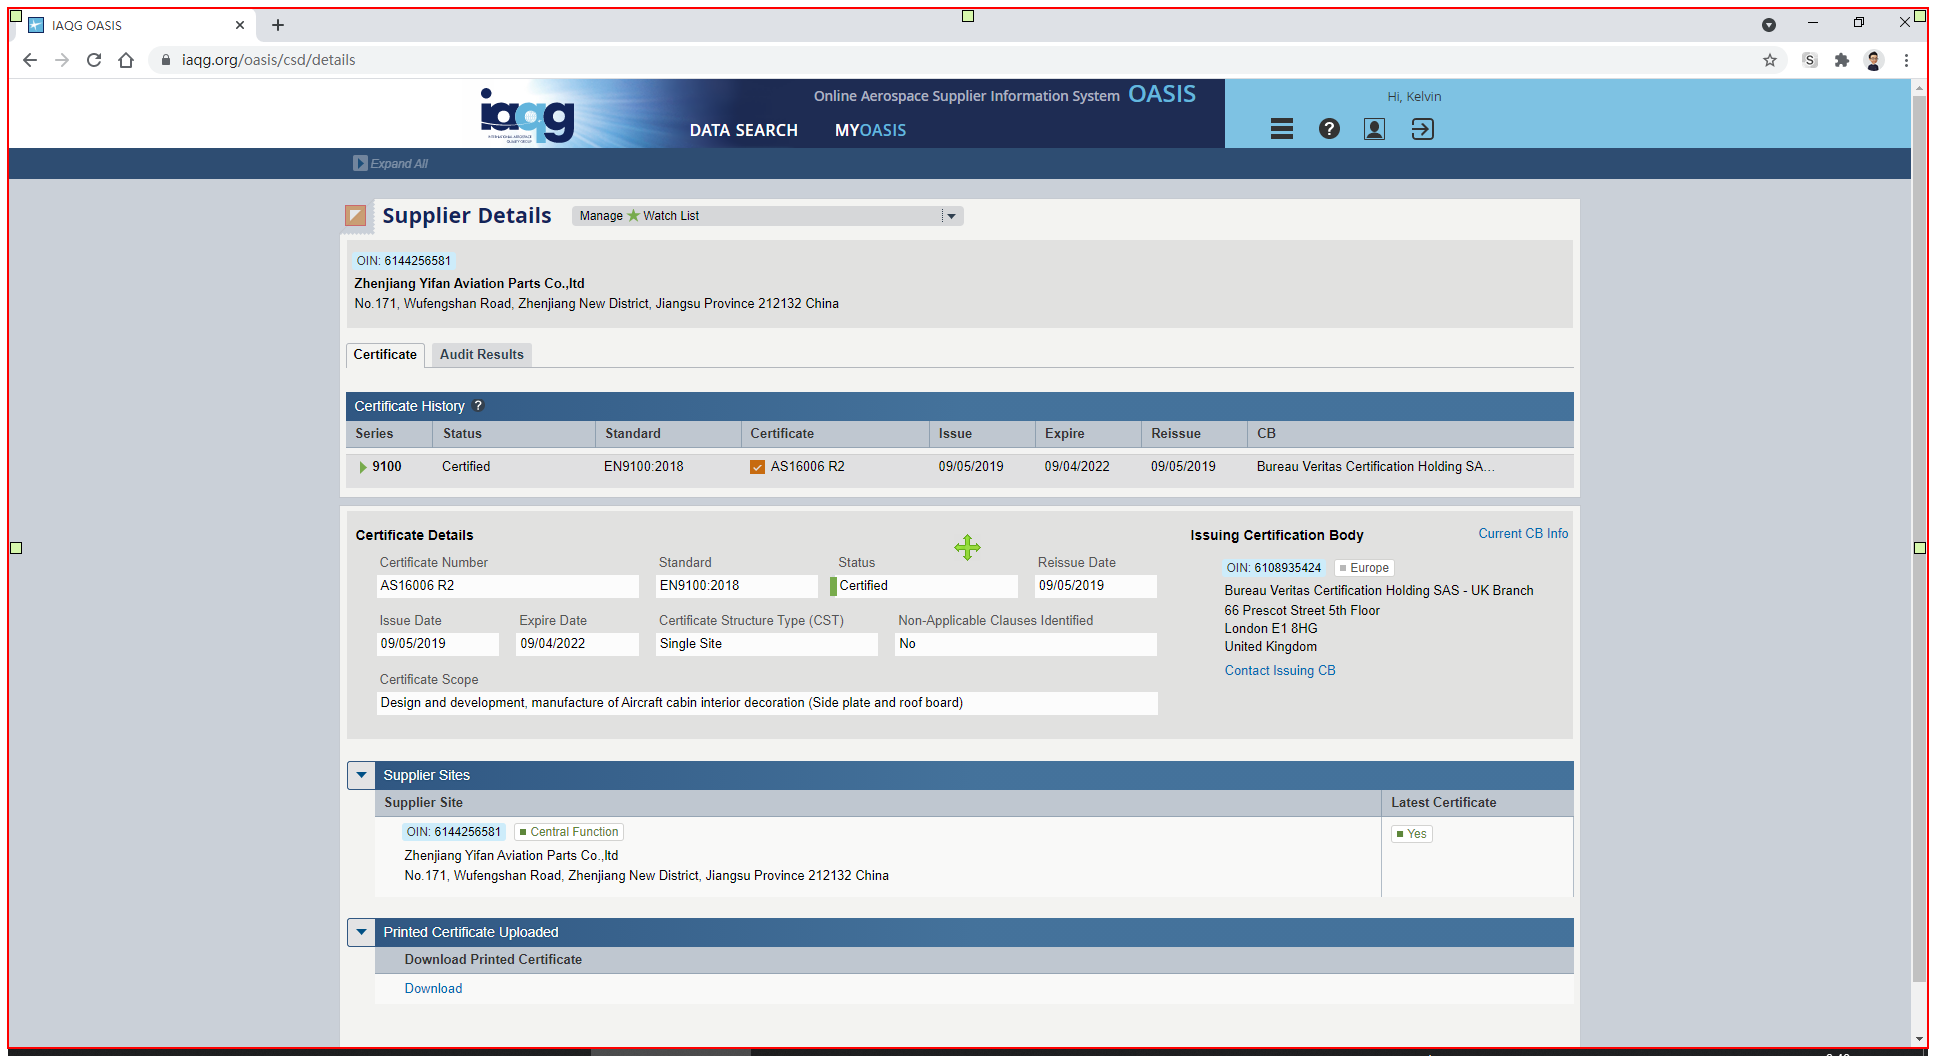 IAQG OASIS
iaqg.org/oasis/csd/details
S
iaqg
INTERNATIONAL AEROSPACE QUALITY GROUP
Online Aerospace Supplier Information System OASIS
Hi, Kelvin
DATA SEARCH MYOASIS
Expand All
Supplier Details
Manage Watch List
OIN: 6144256581
Zhenjiang Yifan Aviation Parts Co.,ltd
No.171, Wufengshan Road, Zhenjiang New District, Jiangsu Province 212132 China
Certificate Audit Results
Certificate History ?
Series Status Standard Certificate Issue Expire Reissue CB
9100 Certified EN9100:2018 AS16006 R2 09/05/2019 09/04/2022 09/05/2019 Bureau Veritas Certification Holding SA...
Certificate Details
Certificate Number Standard Status Reissue Date
AS16006 R2 EN9100:2018 Certified 09/05/2019
Issue Date Expire Date Certificate Structure Type (CST) Non-Applicable Clauses Identified
09/05/2019 09/04/2022 Single Site No
Certificate Scope
Design and development, manufacture of Aircraft cabin interior decoration (Side plate and roof board)
Issuing Certification Body Current CB Info
OIN: 6108935424 Europe
Bureau Veritas Certification Holding SAS - UK Branch
66 Prescot Street 5th Floor
London E1 8HG
United Kingdom
Contact Issuing CB
Supplier Sites
Supplier Site Latest Certificate
OIN: 6144256581 Central Function Yes
Zhenjiang Yifan Aviation Parts Co.,ltd
No.171, Wufengshan Road, Zhenjiang New District, Jiangsu Province 212132 China
Printed Certificate Uploaded
Download Printed Certificate
Download